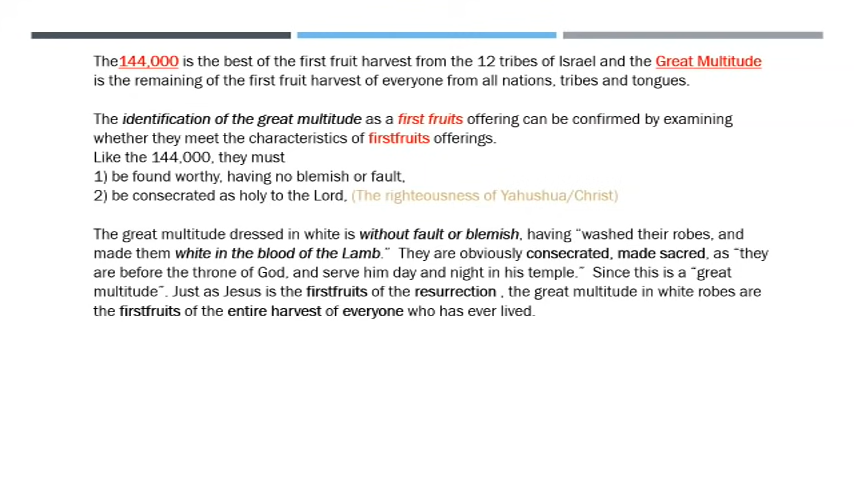 The144,000 is the best of the first fruit harvest from the 12 tribes of Israel and the Great Multitude
is the remaining of the first fruit harvest of everyone from all nations, tribes and tongues.
The identification of the great multitude as a first fruits offering can be confirmed by examining
whether they meet the characteristics of firstfruits offerings.
Like the 144,000, they must
1) be found worthy, having no blemish or fault,
2) be consecrated as holy to the Lord, (The righteousness of Yahushua/Christ)
The great multitude dressed in white is without fault or blemish, having “washed their robes, and
made them white in the blood of the Lamb.” They are obviously consecrated, made sacred, as “they
are before the throne of God, and serve him day and night in his temple.” Since this is a “great
multitude”. Just as Jesus is the firstfruits of the resurrection , the great multitude in white robes are
the firstfruits of the entire harvest of everyone who has ever lived.